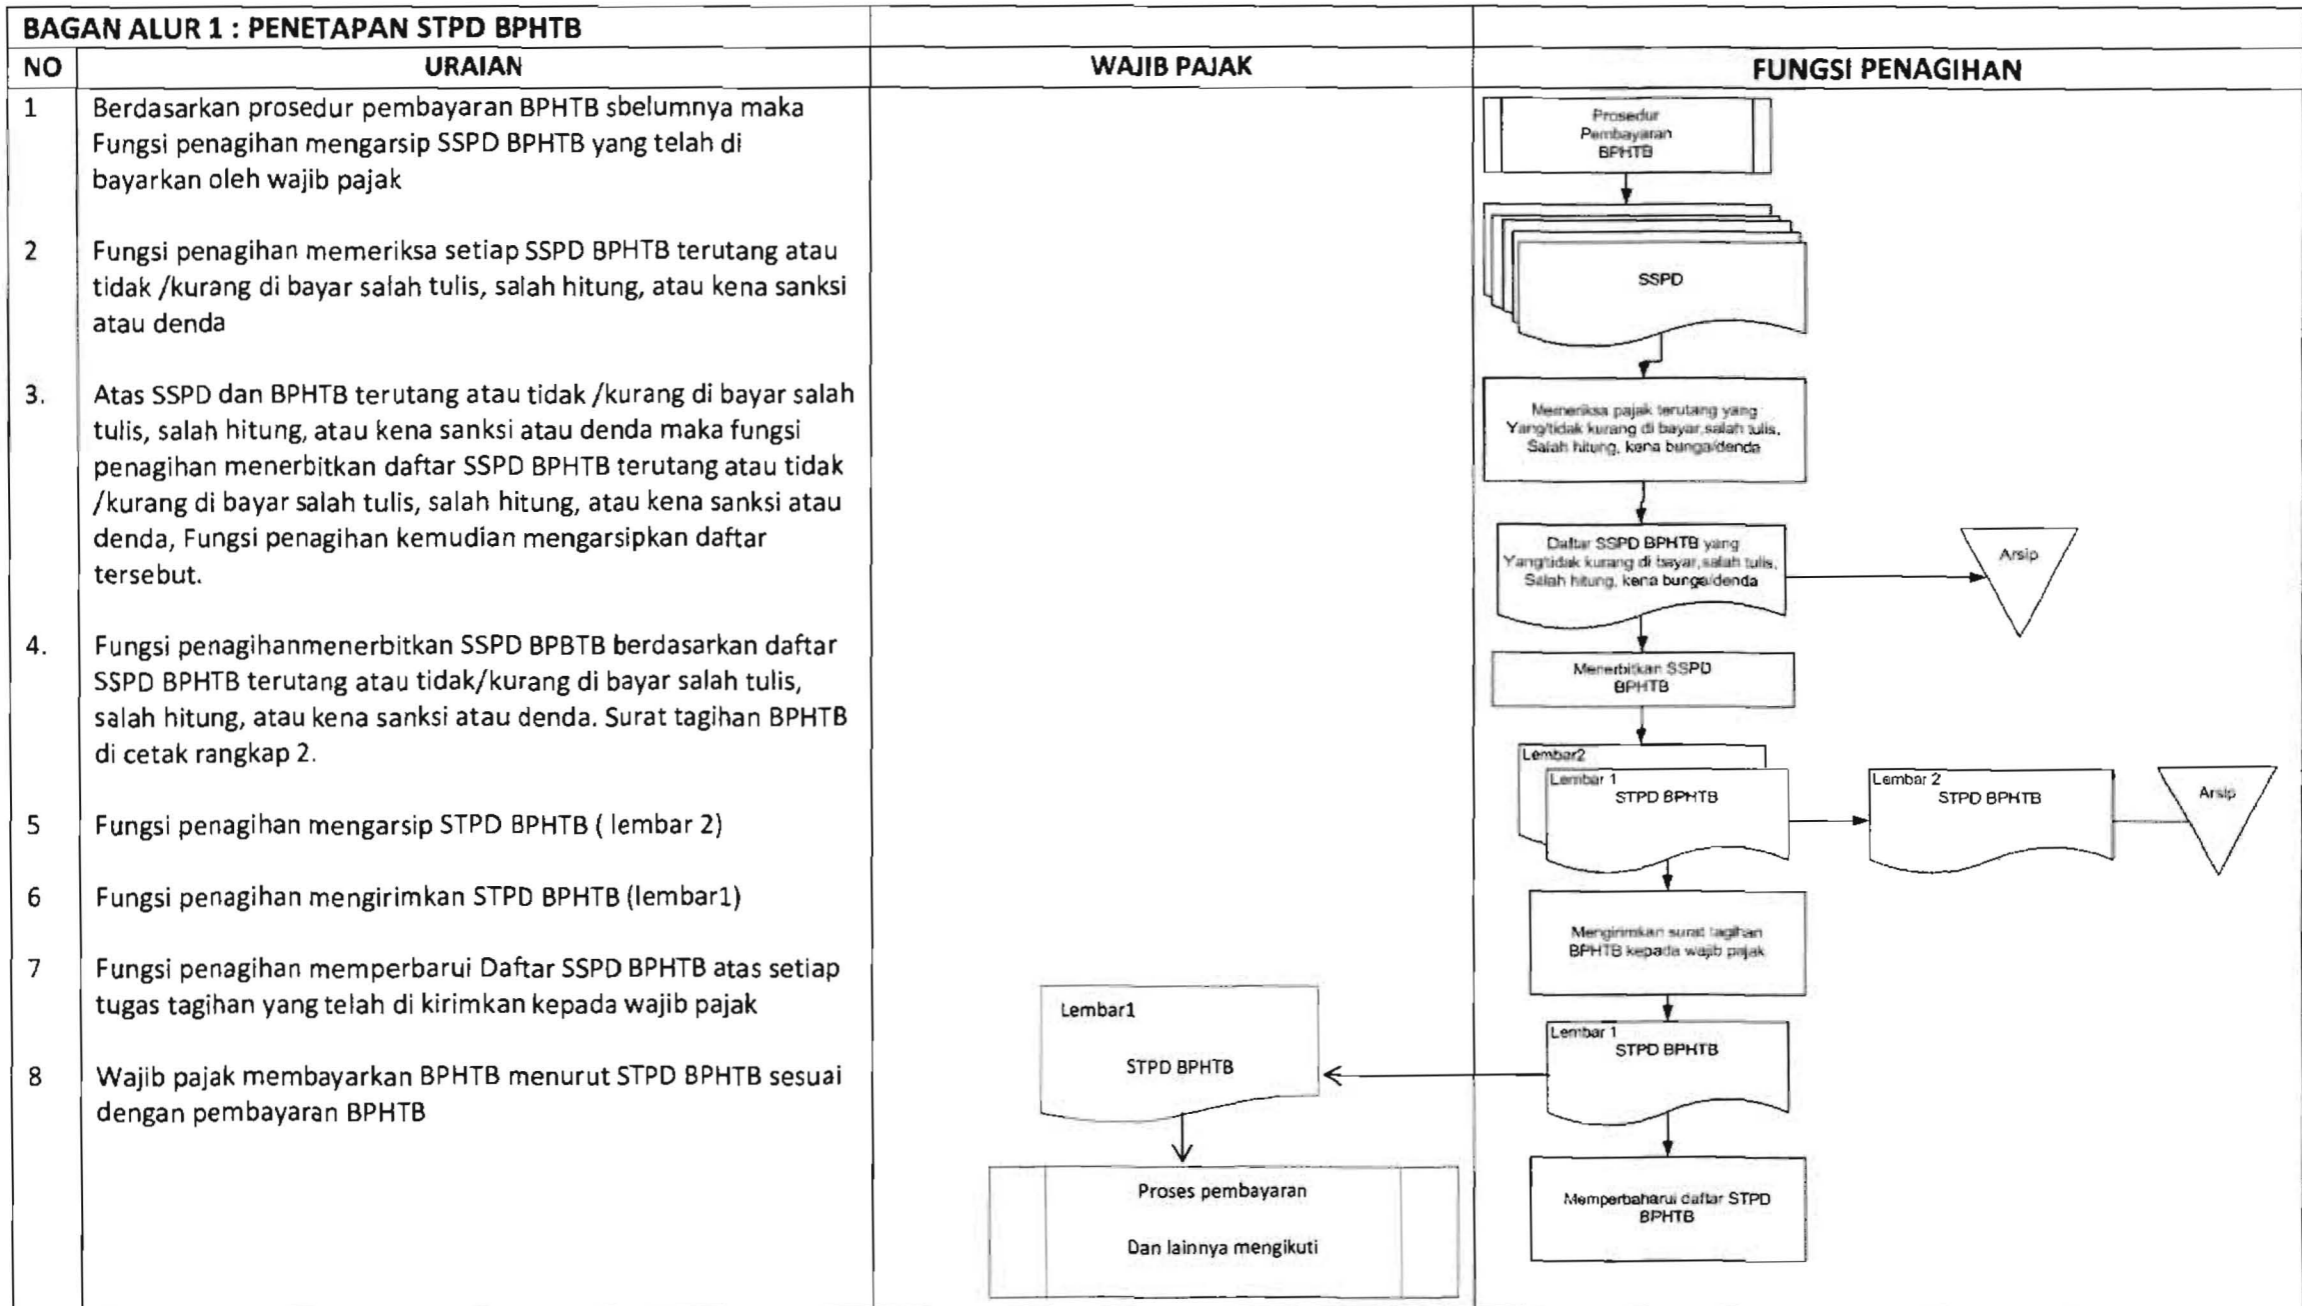 BAGAN ALUR 1 : PENETAPAN STPD BPHTB
NO URAIAN WAJIB PAJAK FUNGSI PENAGIHAN
1 Berdasarkan prosedur pembayaran BPHTB sbelumnya maka
Fungsi penagihan mengarsip SSPD BPHTB yang telah di
bayarkan oleh wajib pajak
2 Fungsi penagihan memeriksa setiap SSPD BPHTB terutang atau
tidak /kurang di bayar salah tulis, salah hitung, atau kena sanksi
atau denda
3. Atas SSPD dan BPHTB terutang atau tidak /kurang di bayar salah
tulis, salah hitung, atau kena sanksi atau denda maka fungsi
penagihan menerbitkan daftar SSPD BPHTB terutang atau tidak
/kurang di bayar salah tulis, salah hitung, atau kena sanksi atau
denda, Fungsi penagihan kemudian mengarsipkan daftar
tersebut.
4. Fungsi penagihanmenerbitkan SSPD BPBTB berdasarkan daftar
SSPD BPHTB terutang atau tidak/kurang di bayar salah tulis,
salah hitung, atau kena sanksi atau denda. Surat tagihan BPHTB
di cetak rangkap 2.
5 Fungsi penagihan mengarsip STPD BPHTB ( lembar 2)
6 Fungsi penagihan mengirimkan STPD BPHTB (lembar1)
7 Fungsi penagihan memperbarui Daftar SSPD BPHTB atas setiap
tugas tagihan yang telah di kirimkan kepada wajib pajak
8 Wajib pajak membayarkan BPHTB menurut STPD BPHTB sesuai
dengan pembayaran BPHTB
Lembar1
STPD BPHTB
Proses pembayaran
Dan lainnya mengikuti
Prosedur
Pembayaran
BPHTB
SSPD
Memeriksa pajak terutang yang
Yang/tidak kurang di bayar,salah tulis,
Salah hitung, kena bunga/denda
Daftar SSPD BPHTB yang
Yang/tidak kurang di bayar,salah tulis,
Salah hitung, kena bunga/denda
Arsip
Menerbitkan SSPD
BPHTB
Lembar2
Lembar 1
STPD BPHTB
Lembar 2
STPD BPHTB
Arsip
Mengirimkan surat tagihan
BPHTB kepada wajib pajak
Lembar 1
STPD BPHTB
Memperbaharui daftar STPD
BPHTB